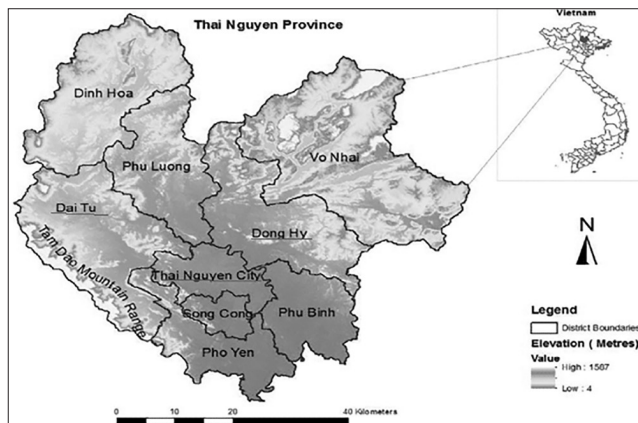 Thai Nguyen Province
Vietnam
Dinh Hoa
Phu Luong
Vo Nhai
Dai Tu
Dong Hy
Tam Dao Mountain Range
Thai Nguyen City
Song Cong
Phu Binh
Pho Yen
N
Legend
District Boundaries
Elevation ( Metres)
Value
High : 1587
Low : 4
0 5 10 20 30 40 Kilometers